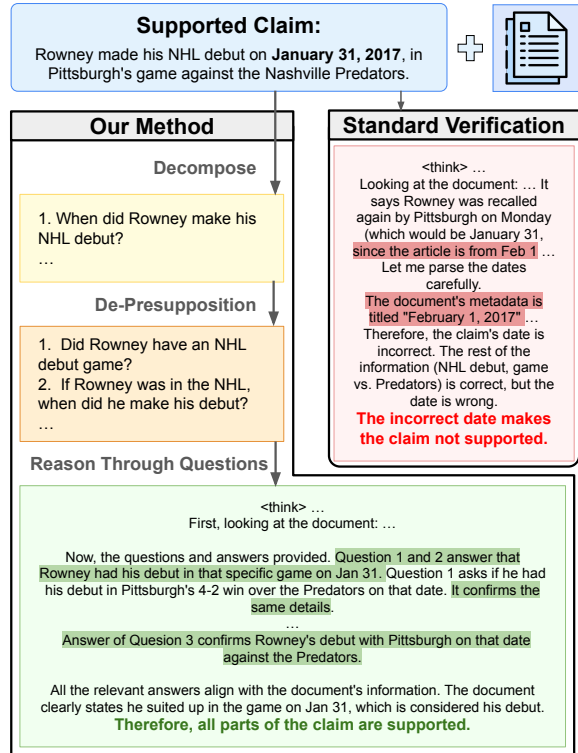 Supported Claim:
Rowney made his NHL debut on January 31, 2017, in
Pittsburgh's game against the Nashville Predators.
Our Method
Decompose
1. When did Rowney make his
NHL debut?
…
De-Presupposition
1. Did Rowney have an NHL
debut game?
2. If Rowney was in the NHL,
when did he make his debut?
…
Reason Through Questions
Standard Verification
<think> …
Looking at the document: … It
says Rowney was recalled
again by Pittsburgh on Monday
(which would be January 31,
since the article is from Feb 1 …
Let me parse the dates
carefully.
The document's metadata is
titled "February 1, 2017" …
Therefore, the claim's date is
incorrect. The rest of the
information (NHL debut, game
vs. Predators) is correct, but the
date is wrong.
The incorrect date makes
the claim not supported.
<think> …
First, looking at the document: …
Now, the questions and answers provided. Question 1 and 2 answer that
Rowney had his debut in that specific game on Jan 31. Question 1 asks if he had
his debut in Pittsburgh's 4-2 win over the Predators on that date. It confirms the
same details.
…
Answer of Quesion 3 confirms Rowney's debut with Pittsburgh on that date
against the Predators.
All the relevant answers align with the document's information. The document
clearly states he suited up in the game on Jan 31, which is considered his debut.
Therefore, all parts of the claim are supported.